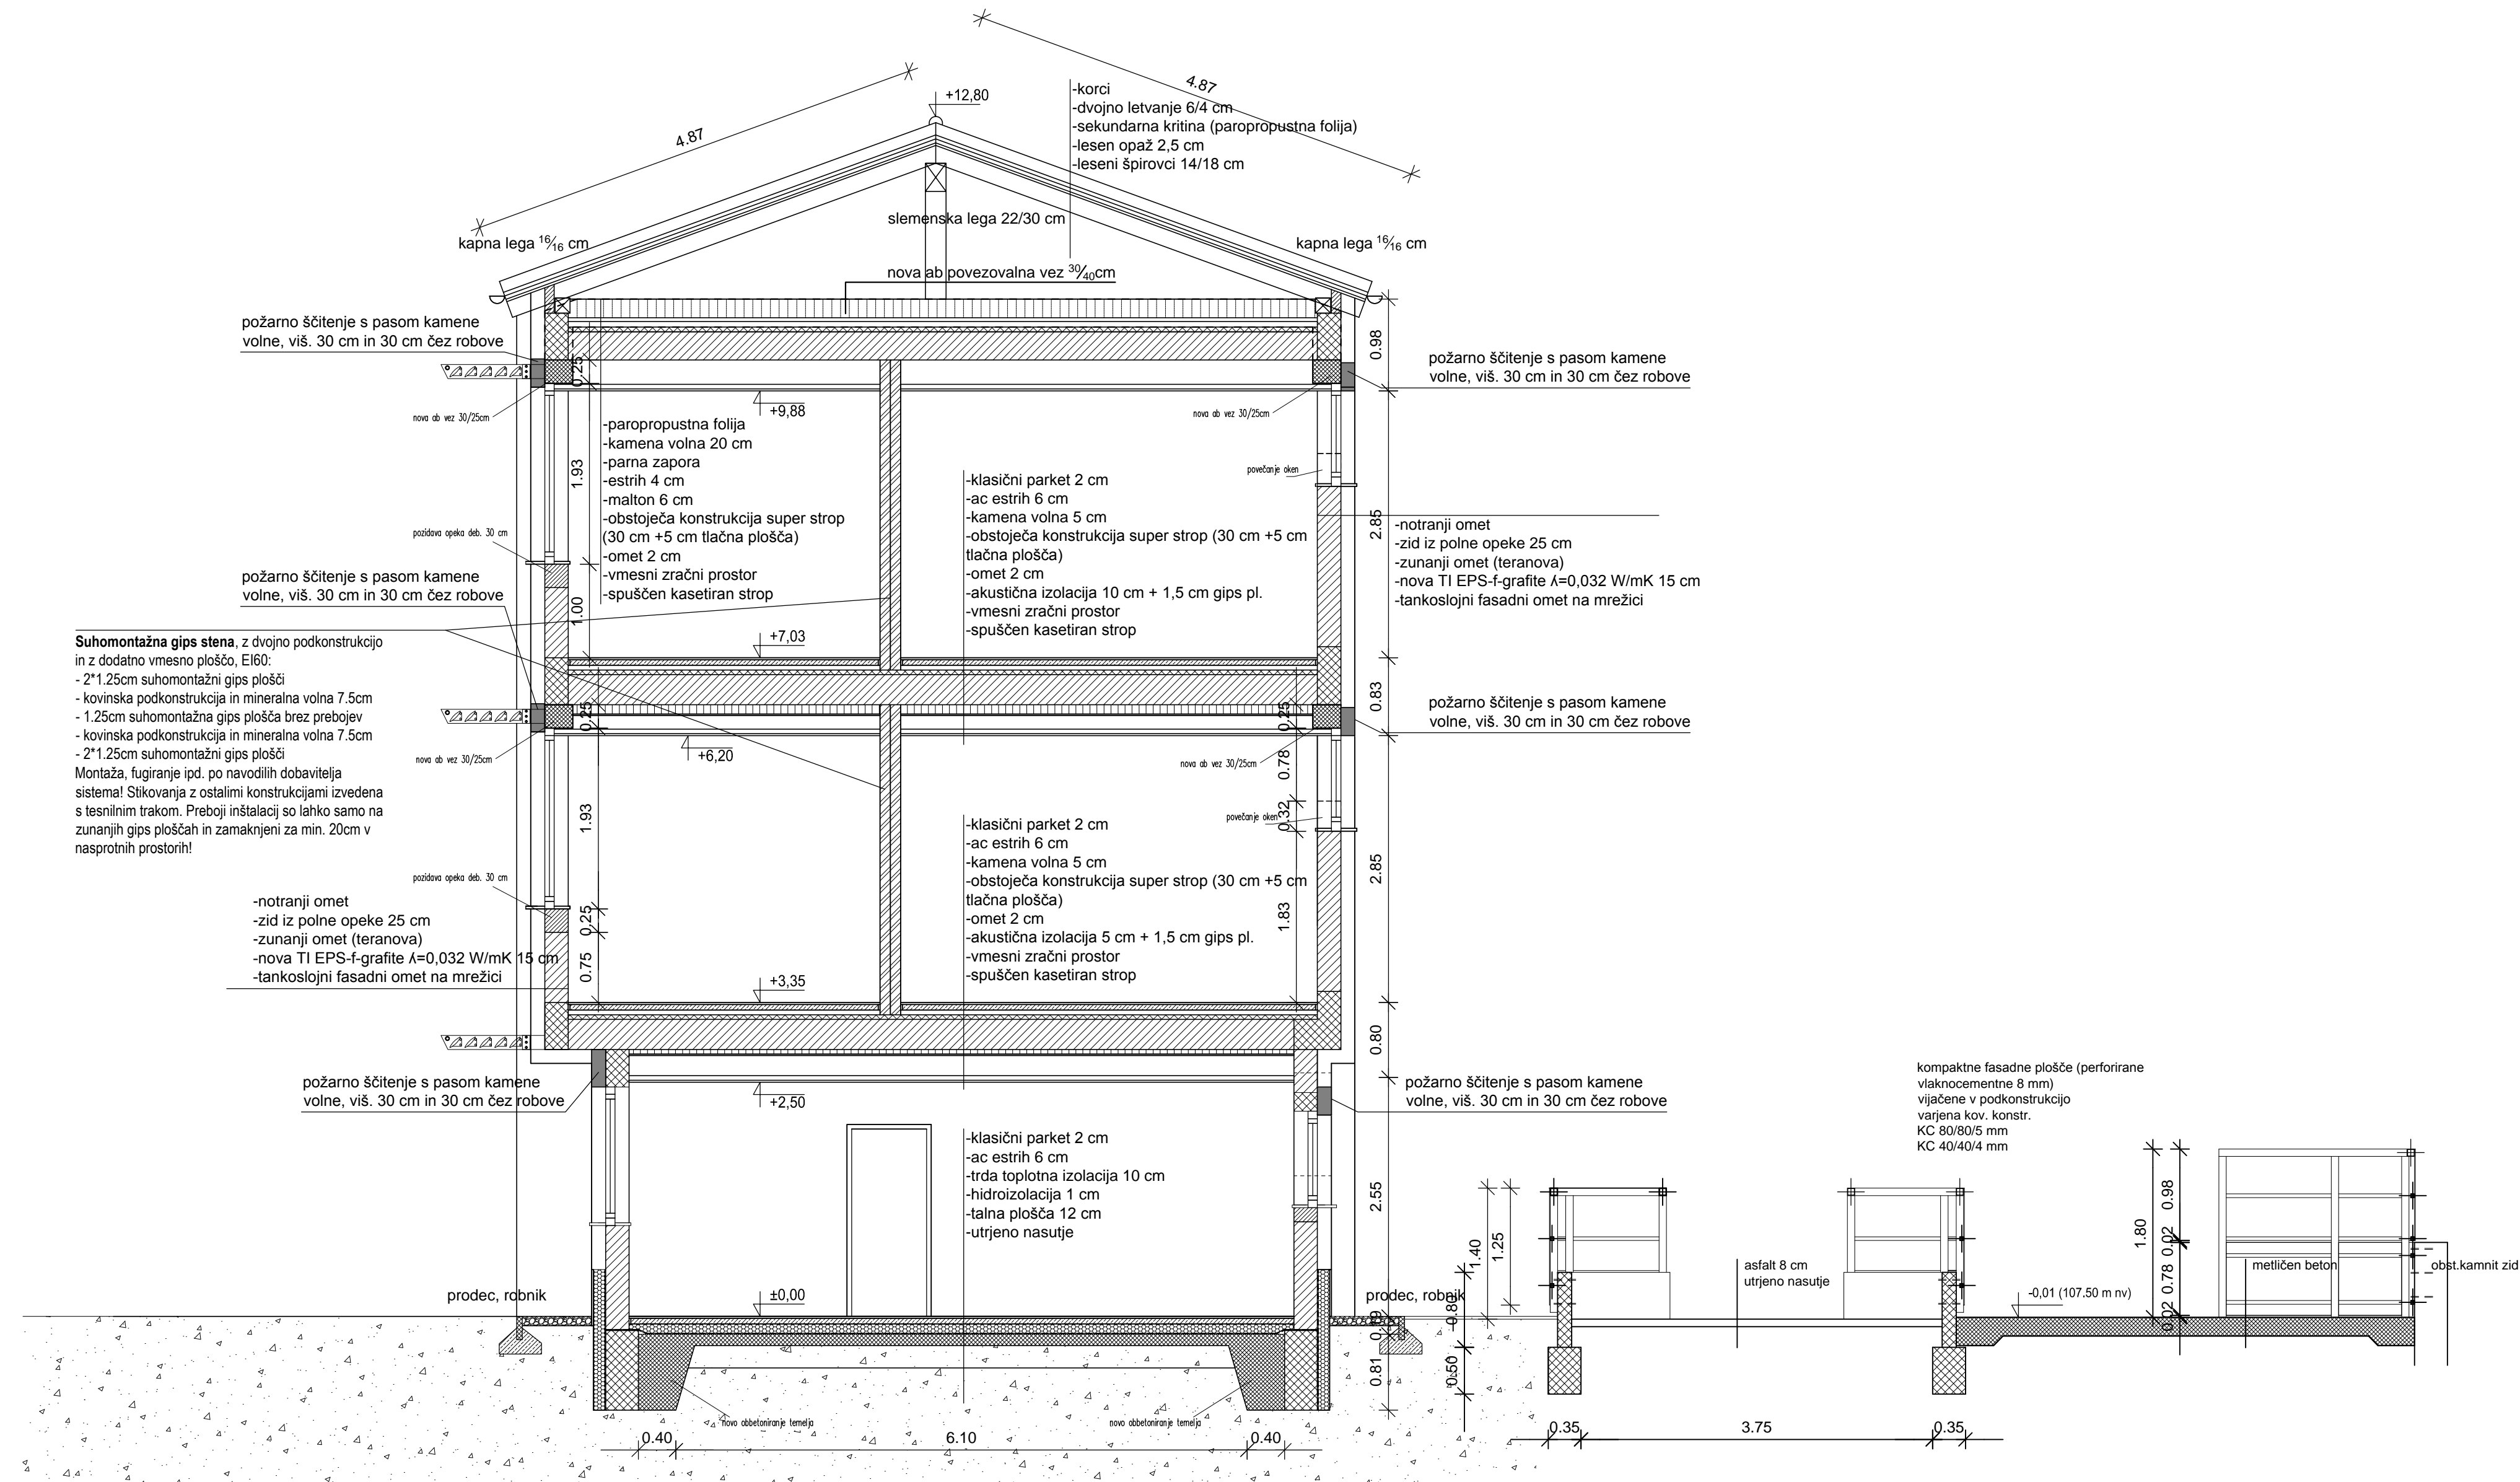 4.87
4.87
+12,80
-korci
-dvojno letvanje 6/4 cm
-sekundarna kritina (paropropustna folija)
-lesen opaž 2,5 cm
-leseni špirovci 14/18 cm
slemenska lega 22/30 cm
kapna lega 16/16 cm
kapna lega 16/16 cm
nova ab povezovalna vez 30/40cm
požarno ščitenje s pasom kamene
volne, viš. 30 cm in 30 cm čez robove
0.98
požarno ščitenje s pasom kamene
volne, viš. 30 cm in 30 cm čez robove
0.25
+9,88
nova ab vez 30/25cm
nova ab vez 30/25cm
-paropropustna folija
-kamena volna 20 cm
-parna zapora
-estrih 4 cm
-malton 6 cm
-obstoječa konstrukcija super strop
(30 cm +5 cm tlačna plošča)
-omet 2 cm
-vmesni zračni prostor
-spuščen kasetiran strop
1.93
1.00
povečanje oken
-klasični parket 2 cm
-ac estrih 6 cm
-kamena volna 5 cm
-obstoječa konstrukcija super strop (30 cm +5 cm
tlačna plošča)
-omet 2 cm
-akustična izolacija 10 cm + 1,5 cm gips pl.
-vmesni zračni prostor
-spuščen kasetiran strop
2.85
-notranji omet
-zid iz polne opeke 25 cm
-zunanji omet (teranova)
-nova TI EPS-f-grafite ʎ=0,032 W/mK 15 cm
-tankoslojni fasadni omet na mrežici
pozidava opeka deb. 30 cm
požarno ščitenje s pasom kamene
volne, viš. 30 cm in 30 cm čez robove
+7,03
Suhomontažna gips stena, z dvojno podkonstrukcijo
in z dodatno vmesno ploščo, EI60:
- 2*1.25cm suhomontažni gips plošči
- kovinska podkonstrukcija in mineralna volna 7.5cm
- 1.25cm suhomontažna gips plošča brez prebojev
- kovinska podkonstrukcija in mineralna volna 7.5cm
- 2*1.25cm suhomontažni gips plošči
Montaža, fugiranje ipd. po navodilih dobavitelja
sistema! Stikovanja z ostalimi konstrukcijami izvedena
s tesnilnim trakom. Preboji inštalacij so lahko samo na
zunanjih gips ploščah in zamaknjeni za min. 20cm v
nasprotnih prostorih!
0.83
požarno ščitenje s pasom kamene
volne, viš. 30 cm in 30 cm čez robove
0.25
0.25
+6,20
nova ab vez 30/25cm
nova ab vez 30/25cm
0.78
0.32
povečanje oken
1.93
-klasični parket 2 cm
-ac estrih 6 cm
-kamena volna 5 cm
-obstoječa konstrukcija super strop (30 cm +5 cm
tlačna plošča)
-omet 2 cm
-akustična izolacija 5 cm + 1,5 cm gips pl.
-vmesni zračni prostor
-spuščen kasetiran strop
2.85
1.83
pozidava opeka deb. 30 cm
0.25
0.75
-notranji omet
-zid iz polne opeke 25 cm
-zunanji omet (teranova)
-nova TI EPS-f-grafite ʎ=0,032 W/mK 15 cm
-tankoslojni fasadni omet na mrežici
+3,35
0.80
požarno ščitenje s pasom kamene
volne, viš. 30 cm in 30 cm čez robove
+2,50
požarno ščitenje s pasom kamene
volne, viš. 30 cm in 30 cm čez robove
kompaktne fasadne plošče (perforirane
vlaknocementne 8 mm)
vijačene v podkonstrukcijo
varjena kov. konstr.
KC 80/80/5 mm
KC 40/40/4 mm
-klasični parket 2 cm
-ac estrih 6 cm
-trda toplotna izolacija 10 cm
-hidroizolacija 1 cm
-talna plošča 12 cm
-utrjeno nasutje
2.55
1.40
1.25
1.80
0.98
0.02
0.78
0.02
asfalt 8 cm
utrjeno nasutje
metličen beton
obst.kamnit zid
-0,01 (107.50 m nv)
prodec, robnik
±0,00
prodec, robnik
0.80
0.19
0.81
0.50
novo obbetoniranje temelja
novo obbetoniranje temelja
0.40
6.10
0.40
0.35
3.75
0.35